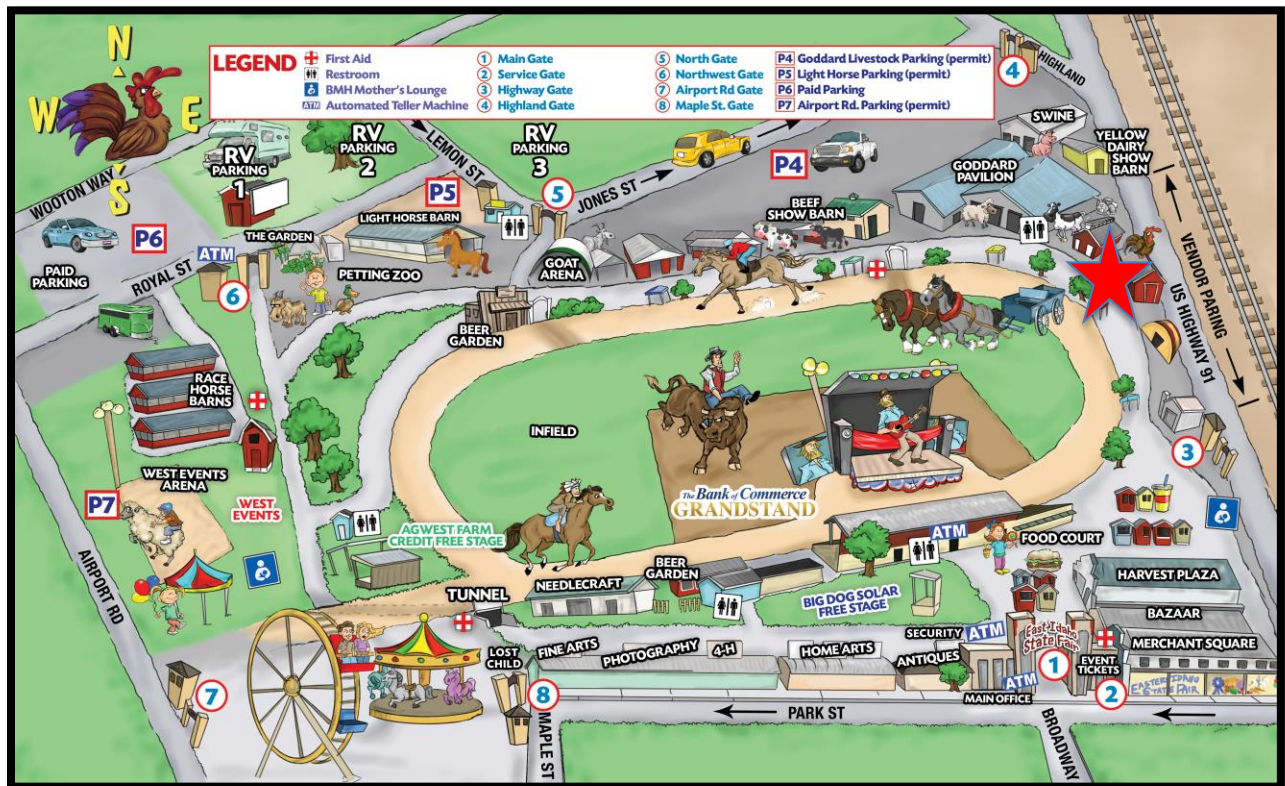 N
W
E
S
LEGEND
First Aid
Restroom
BMH Mother's Lounge
ATM Automated Teller Machine
1 Main Gate
2 Service Gate
3 Highway Gate
4 Highland Gate
5 North Gate
6 Northwest Gate
7 Airport Rd Gate
8 Maple St. Gate
P4 Goddard Livestock Parking (permit)
P5 Light Horse Parking (permit)
P6 Paid Parking
P7 Airport Rd. Parking (permit)
HIGHLAND
4
SWINE
YELLOW
DAIRY
SHOW
BARN
GODDARD
PAVILION
RV
PARKING
1
RV
PARKING
2
LEMON ST
RV
PARKING
3
P4
JONES ST
P5
5
WOOTON WAY
P6
PAID
PARKING
ROYAL ST
ATM
6
THE GARDEN
LIGHT HORSE BARN
PETTING ZOO
GOAT
ARENA
BEEF
SHOW BARN
BEER
GARDEN
VENDOR PARING
US HIGHWAY 91
3
RACE
HORSE
BARNS
WEST EVENTS
ARENA
P7
WEST
EVENTS
INFIELD
The Bank of Commerce
GRANDSTAND
AGWEST FARM
CREDIT FREE STAGE
ATM
FOOD COURT
HARVEST PLAZA
BAZAAR
MERCHANT SQUARE
AIRPORT RD
TUNNEL
NEEDLECRAFT
BEER
GARDEN
BIG DOG SOLAR
FREE STAGE
LOST
CHILD
FINE ARTS
PHOTOGRAPHY
4-H
HOME ARTS
ANTIQUES
SECURITY
ATM
East Idaho
State Fair
1
EVENT
TICKETS
2
ATM
MAIN OFFICE
EASTERN IDAHO
STATE FAIR
7
8
MAPLE ST
PARK ST
BROADWAY